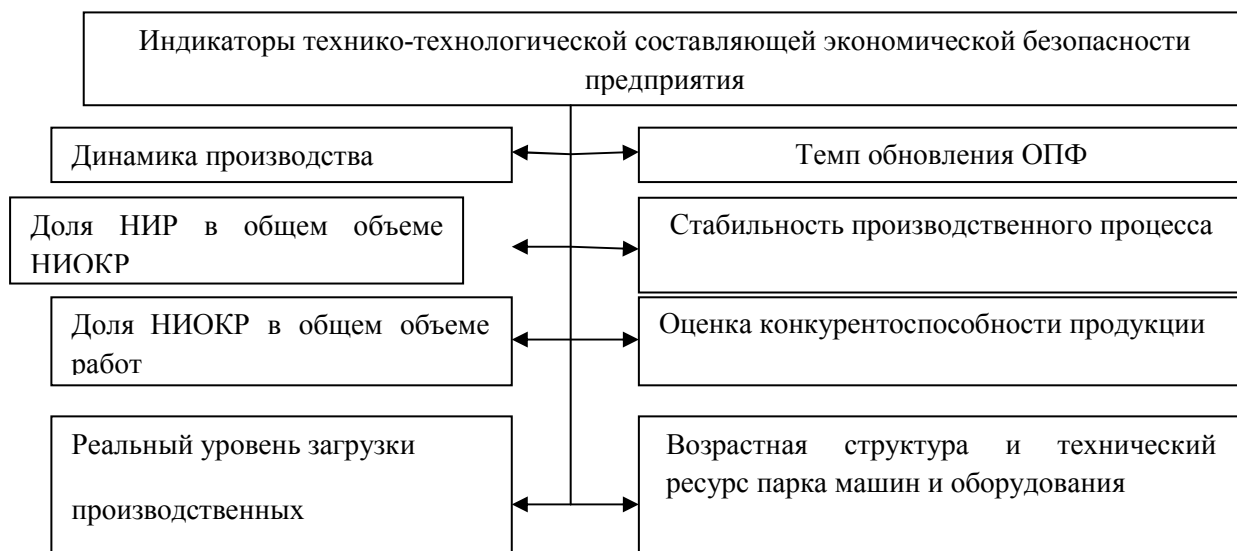 Индикаторы технико-технологической составляющей экономической безопасности
предприятия
Динамика производства
Темп обновления ОПФ
Доля НИР в общем объеме
НИОКР
Стабильность производственного процесса
Доля НИОКР в общем объеме
работ
Оценка конкурентоспособности продукции
Реальный уровень загрузки
производственных
Возрастная структура и технический
ресурс парка машин и оборудования